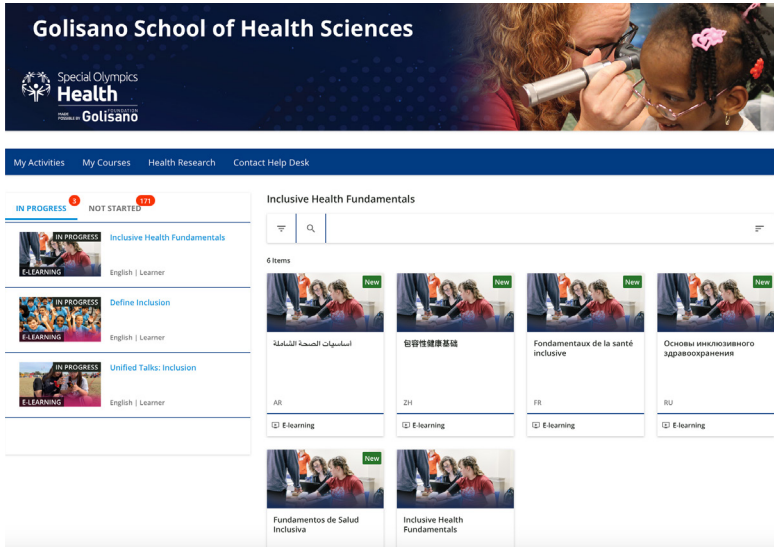 Golisano School of Health Sciences
Special Olympics
Health
MADE POSSIBLE BY Golisano FOUNDATION
My Activities My Courses Health Research Contact Help Desk
IN PROGRESS 3 NOT STARTED 171
IN PROGRESS
E-LEARNING
Inclusive Health Fundamentals
English | Learner
IN PROGRESS
E-LEARNING
Define Inclusion
English | Learner
IN PROGRESS
E-LEARNING
Unified Talks: Inclusion
English | Learner
Inclusive Health Fundamentals
6 Items
New
أساسيات الصحة الشاملة
AR
E-learning
New
包容性健康基础
ZH
E-learning
New
Fondamentaux de la santé
inclusive
FR
E-learning
New
Основы инклюзивного
здравоохранения
RU
E-learning
New
Fundamentos de Salud
Inclusiva
Inclusive Health
Fundamentals